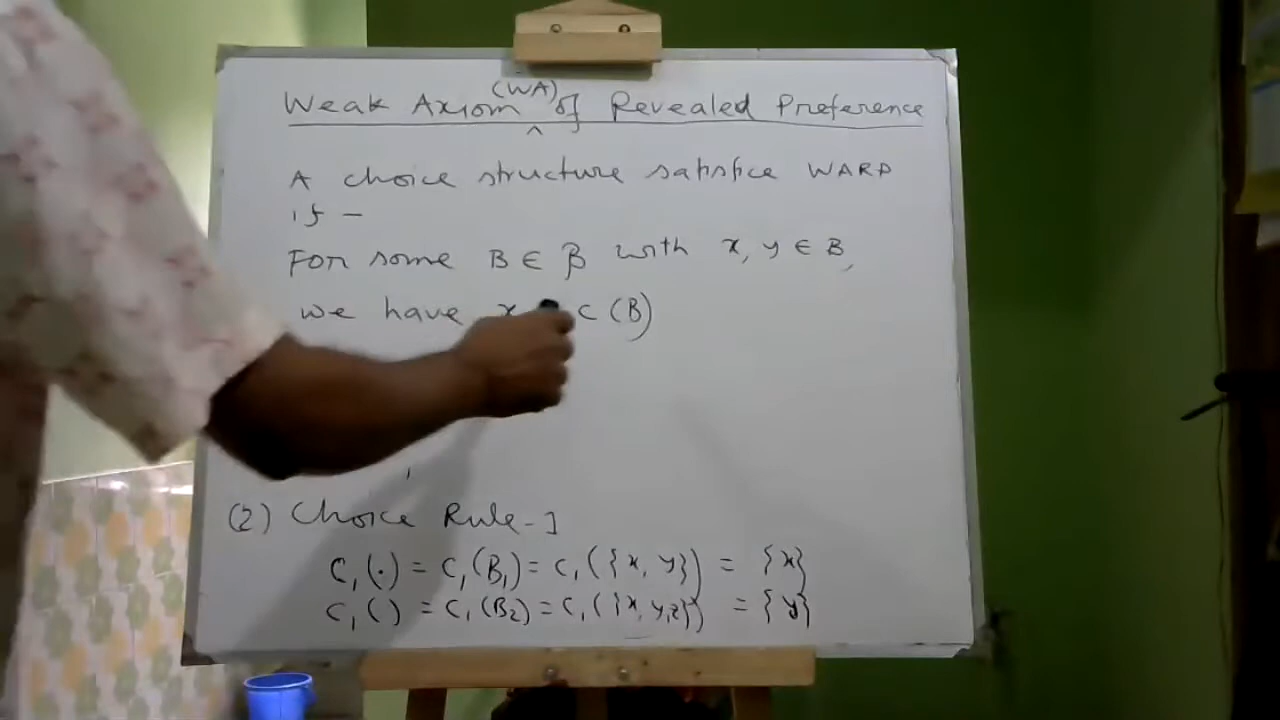 Weak Axiom (WA) of Revealed Preference
A choice structure satisfice WARP
if –
For some B ∈ β with x, y ∈ B,
we have x C (B)
(2) Choice Rule - 1
C₁(.) = C₁(B₁) = C₁({x, y}) = {x}
C₁( ) = C₁(B₂) = C₁({x, y, z}) = {y}